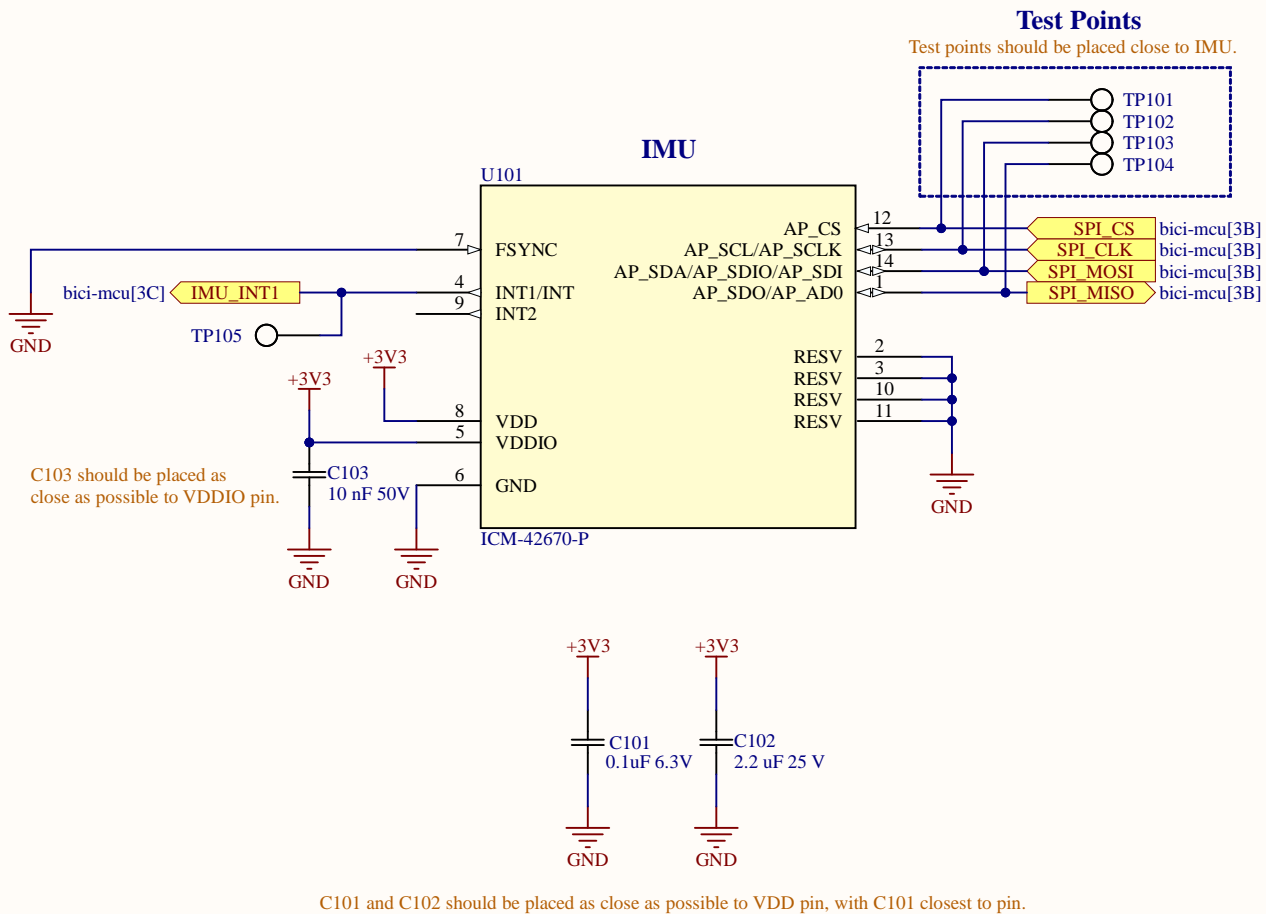 Test Points
Test points should be placed close to IMU.
TP101
TP102
TP103
TP104
IMU
U101
7 FSYNC
4 INT1/INT
9 INT2
8 VDD
5 VDDIO
6 GND
AP_CS 12
AP_SCL/AP_SCLK 13
AP_SDA/AP_SDIO/AP_SDI 14
AP_SDO/AP_AD0 1
RESV 2
RESV 3
RESV 10
RESV 11
ICM-42670-P
SPI_CS bici-mcu[3B]
SPI_CLK bici-mcu[3B]
SPI_MOSI bici-mcu[3B]
SPI_MISO bici-mcu[3B]
bici-mcu[3C] IMU_INT1
TP105
GND
+3V3
+3V3
C103 should be placed as
close as possible to VDDIO pin.
C103
10 nF 50V
GND
GND
GND
+3V3
+3V3
C101
0.1uF 6.3V
C102
2.2 uF 25 V
GND
GND
C101 and C102 should be placed as close as possible to VDD pin, with C101 closest to pin.